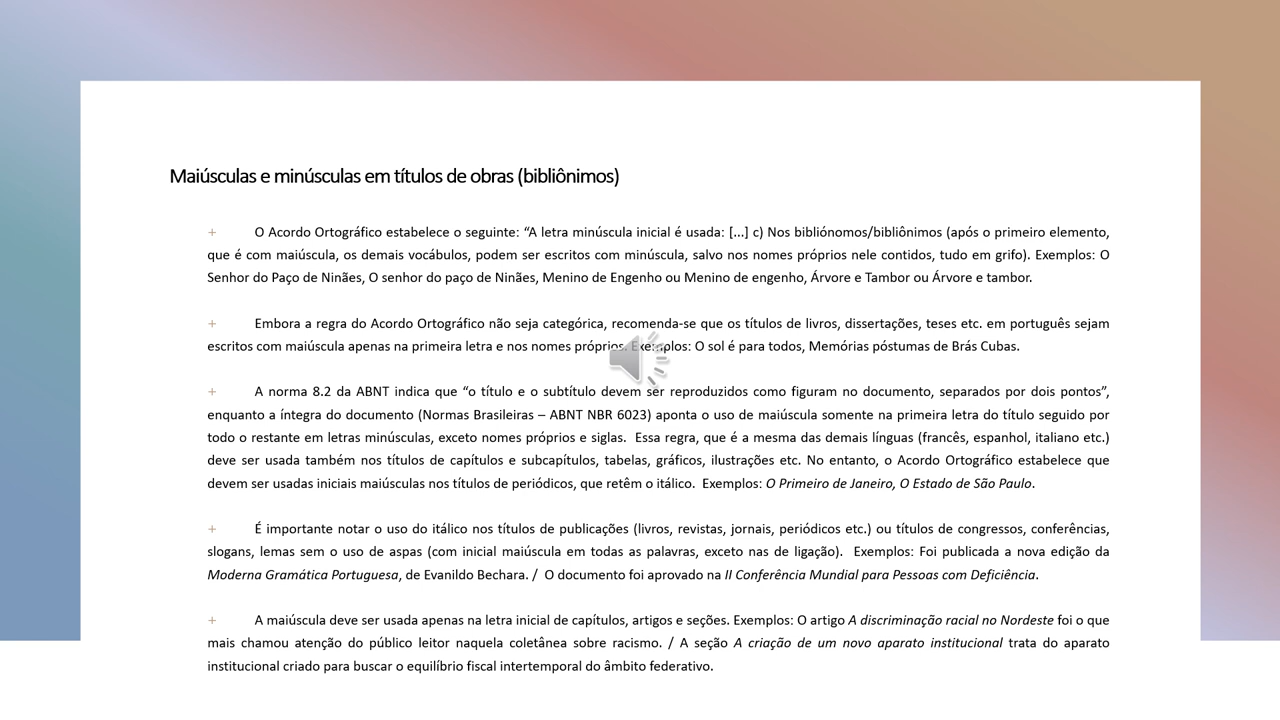 Maiúsculas e minúsculas em títulos de obras (bibliônimos)
+ O Acordo Ortográfico estabelece o seguinte: “A letra minúscula inicial é usada: [...] c) Nos bibliónomos/bibliônimos (após o primeiro elemento,
que é com maiúscula, os demais vocábulos, podem ser escritos com minúscula, salvo nos nomes próprios nele contidos, tudo em grifo). Exemplos: O
Senhor do Paço de Ninães, O senhor do paço de Ninães, Menino de Engenho ou Menino de engenho, Árvore e Tambor ou Árvore e tambor.
+ Embora a regra do Acordo Ortográfico não seja categórica, recomenda-se que os títulos de livros, dissertações, teses etc. em português sejam
escritos com maiúscula apenas na primeira letra e nos nomes próprios. Exemplos: O sol é para todos, Memórias póstumas de Brás Cubas.
+ A norma 8.2 da ABNT indica que “o título e o subtítulo devem ser reproduzidos como figuram no documento, separados por dois pontos”,
enquanto a íntegra do documento (Normas Brasileiras – ABNT NBR 6023) aponta o uso de maiúscula somente na primeira letra do título seguido por
todo o restante em letras minúsculas, exceto nomes próprios e siglas. Essa regra, que é a mesma das demais línguas (francês, espanhol, italiano etc.)
deve ser usada também nos títulos de capítulos e subcapítulos, tabelas, gráficos, ilustrações etc. No entanto, o Acordo Ortográfico estabelece que
devem ser usadas iniciais maiúsculas nos títulos de periódicos, que retêm o itálico. Exemplos: O Primeiro de Janeiro, O Estado de São Paulo.
+ É importante notar o uso do itálico nos títulos de publicações (livros, revistas, jornais, periódicos etc.) ou títulos de congressos, conferências,
slogans, lemas sem o uso de aspas (com inicial maiúscula em todas as palavras, exceto nas de ligação). Exemplos: Foi publicada a nova edição da
Moderna Gramática Portuguesa, de Evanildo Bechara. / O documento foi aprovado na II Conferência Mundial para Pessoas com Deficiência.
+ A maiúscula deve ser usada apenas na letra inicial de capítulos, artigos e seções. Exemplos: O artigo A discriminação racial no Nordeste foi o que
mais chamou atenção do público leitor naquela coletânea sobre racismo. / A seção A criação de um novo aparato institucional trata do aparato
institucional criado para buscar o equilíbrio fiscal intertemporal do âmbito federativo.